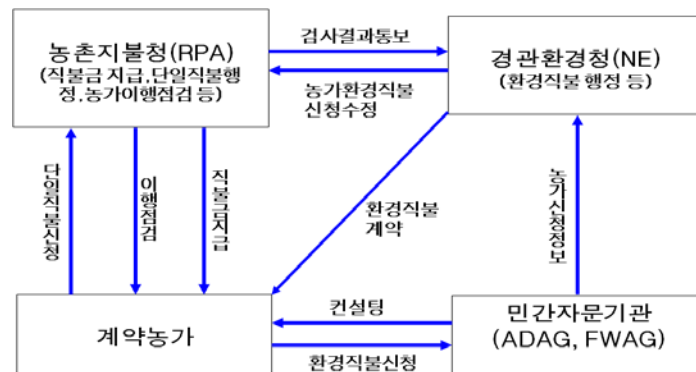 농촌지불청(RPA)
(직불금 지급,단일직불행
정,농가이행점검 등)
검사결과통보
농가환경직불
신청수정
경관환경청(NE)
(환경직불 행정 등)
단일직불신청
이행점검
직불금지급
환경직불
계약
농가신청정보
계약농가
컨설팅
환경직불신청
민간자문기관
(ADAG, FWAG)